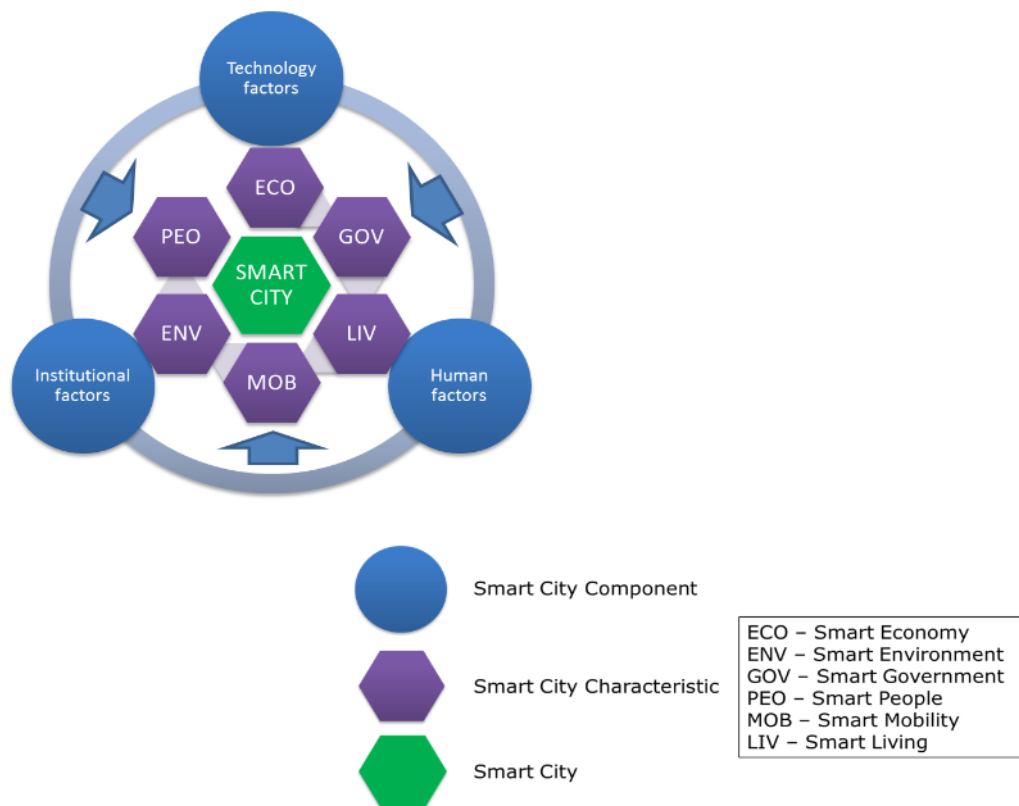 Technology
factors
ECO
PEO
GOV
SMART
CITY
ENV
LIV
MOB
Institutional
factors
Human
factors
Smart City Component
Smart City Characteristic
Smart City
ECO – Smart Economy
ENV – Smart Environment
GOV – Smart Government
PEO – Smart People
MOB – Smart Mobility
LIV – Smart Living